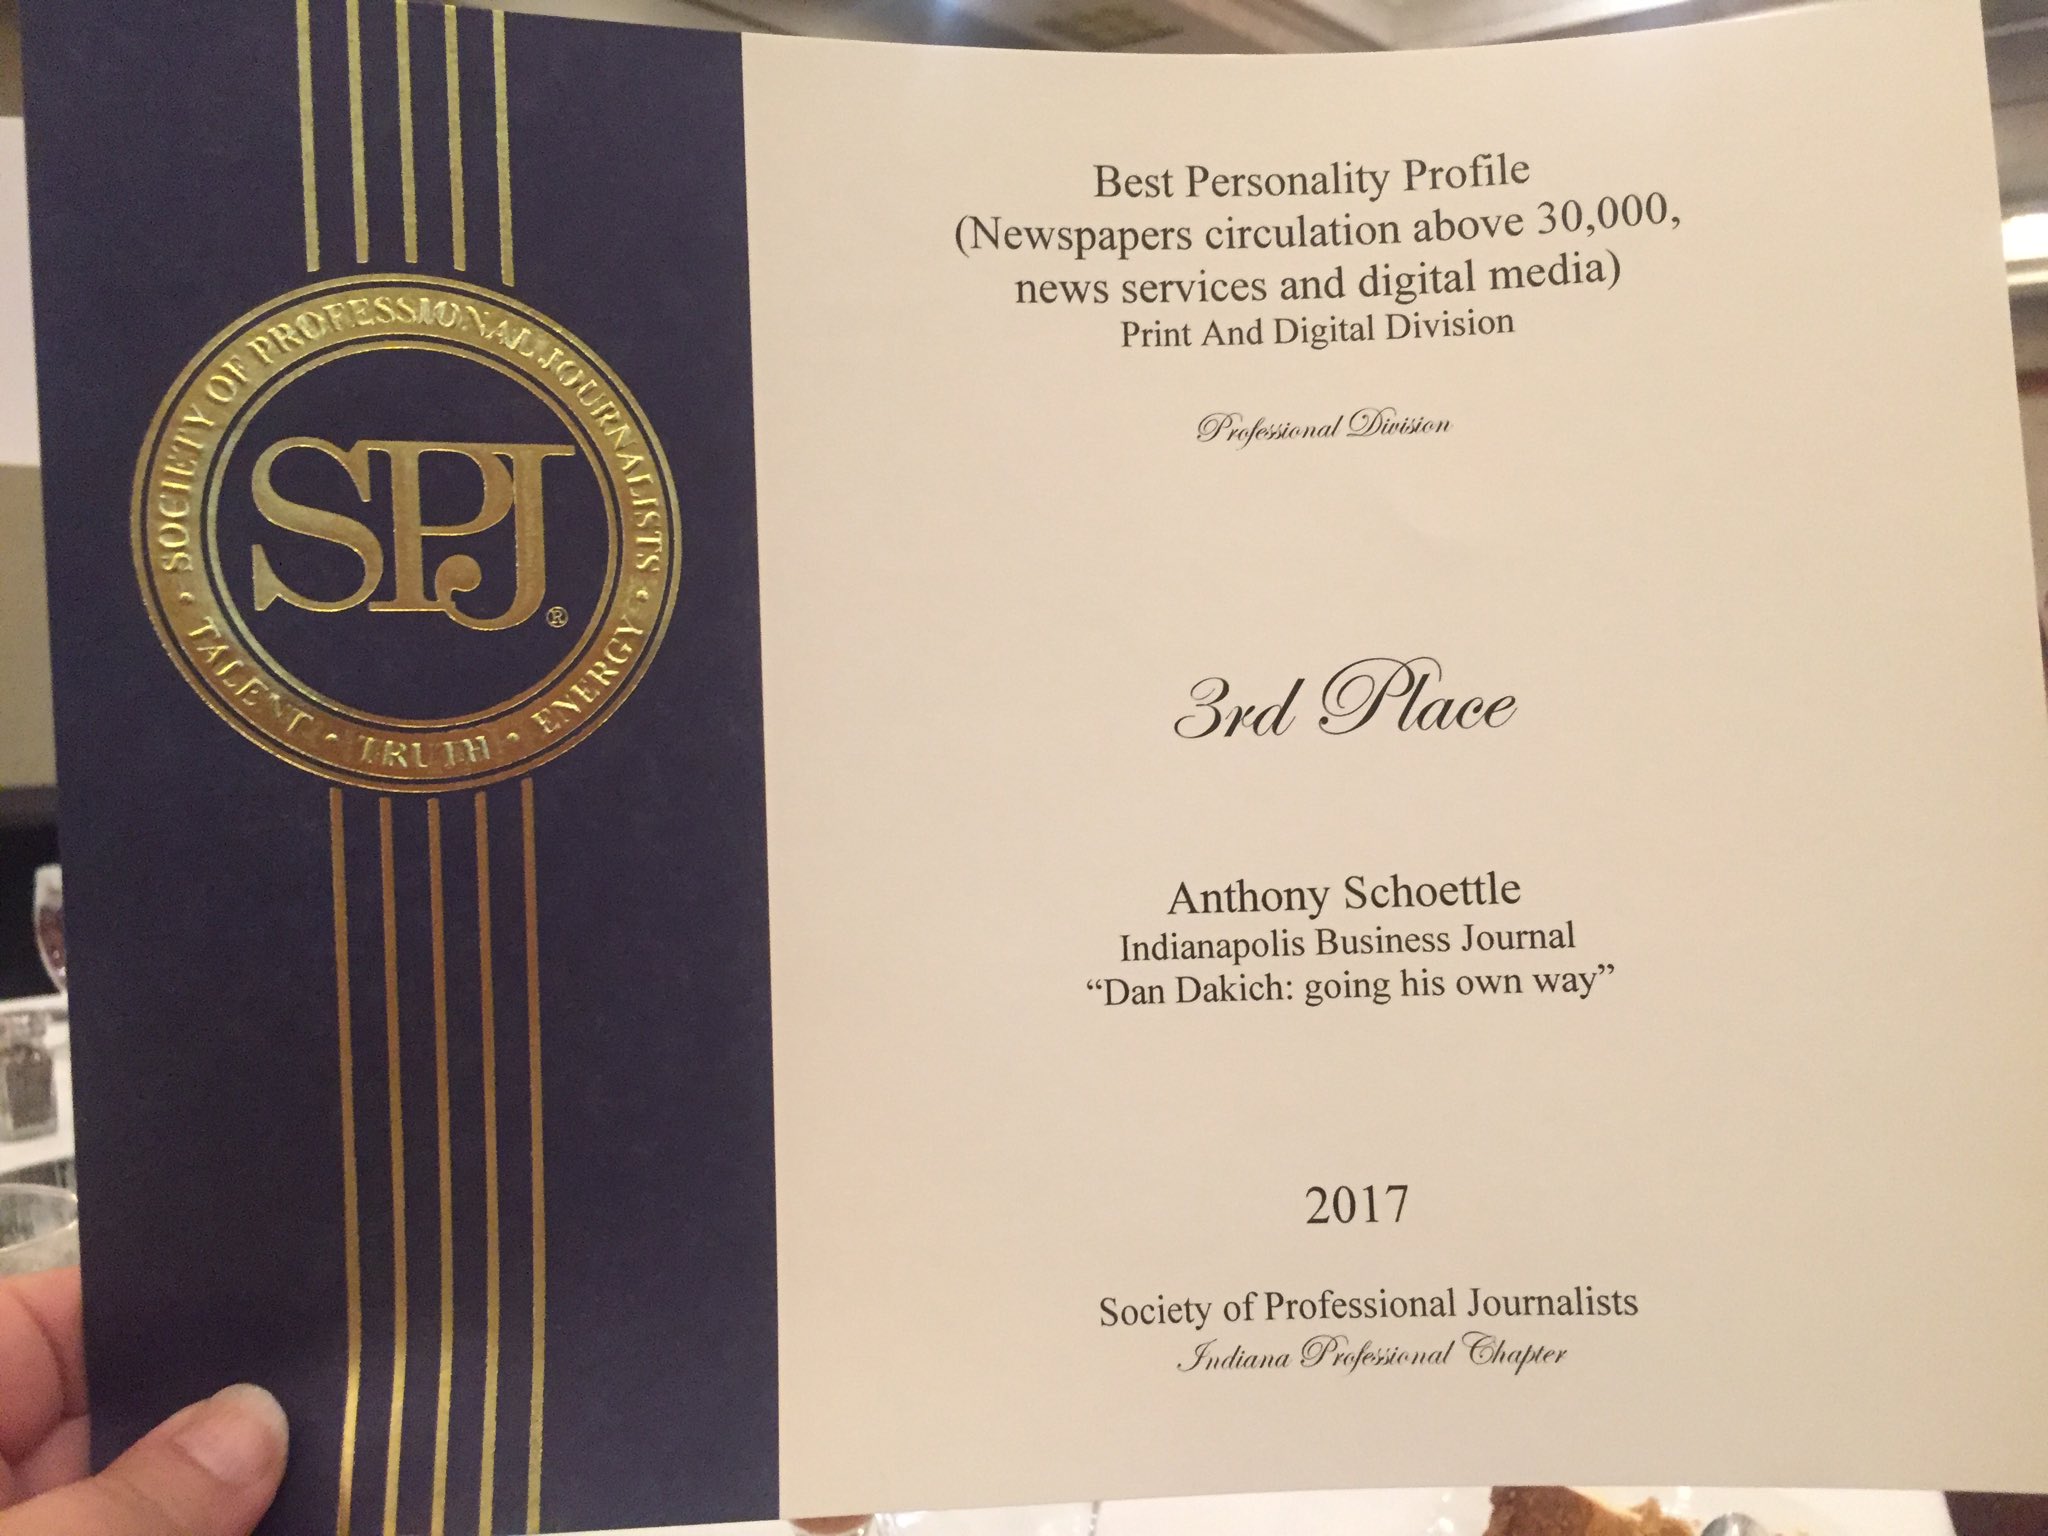 SOCIETY OF PROFESSIONAL JOURNALISTS
SPJ®
• TALENT • TRUTH • ENERGY •
Best Personality Profile
(Newspapers circulation above 30,000,
news services and digital media)
Print And Digital Division
Professional Division
3rd Place
Anthony Schoettle
Indianapolis Business Journal
“Dan Dakich: going his own way”
2017
Society of Professional Journalists
Indiana Professional Chapter